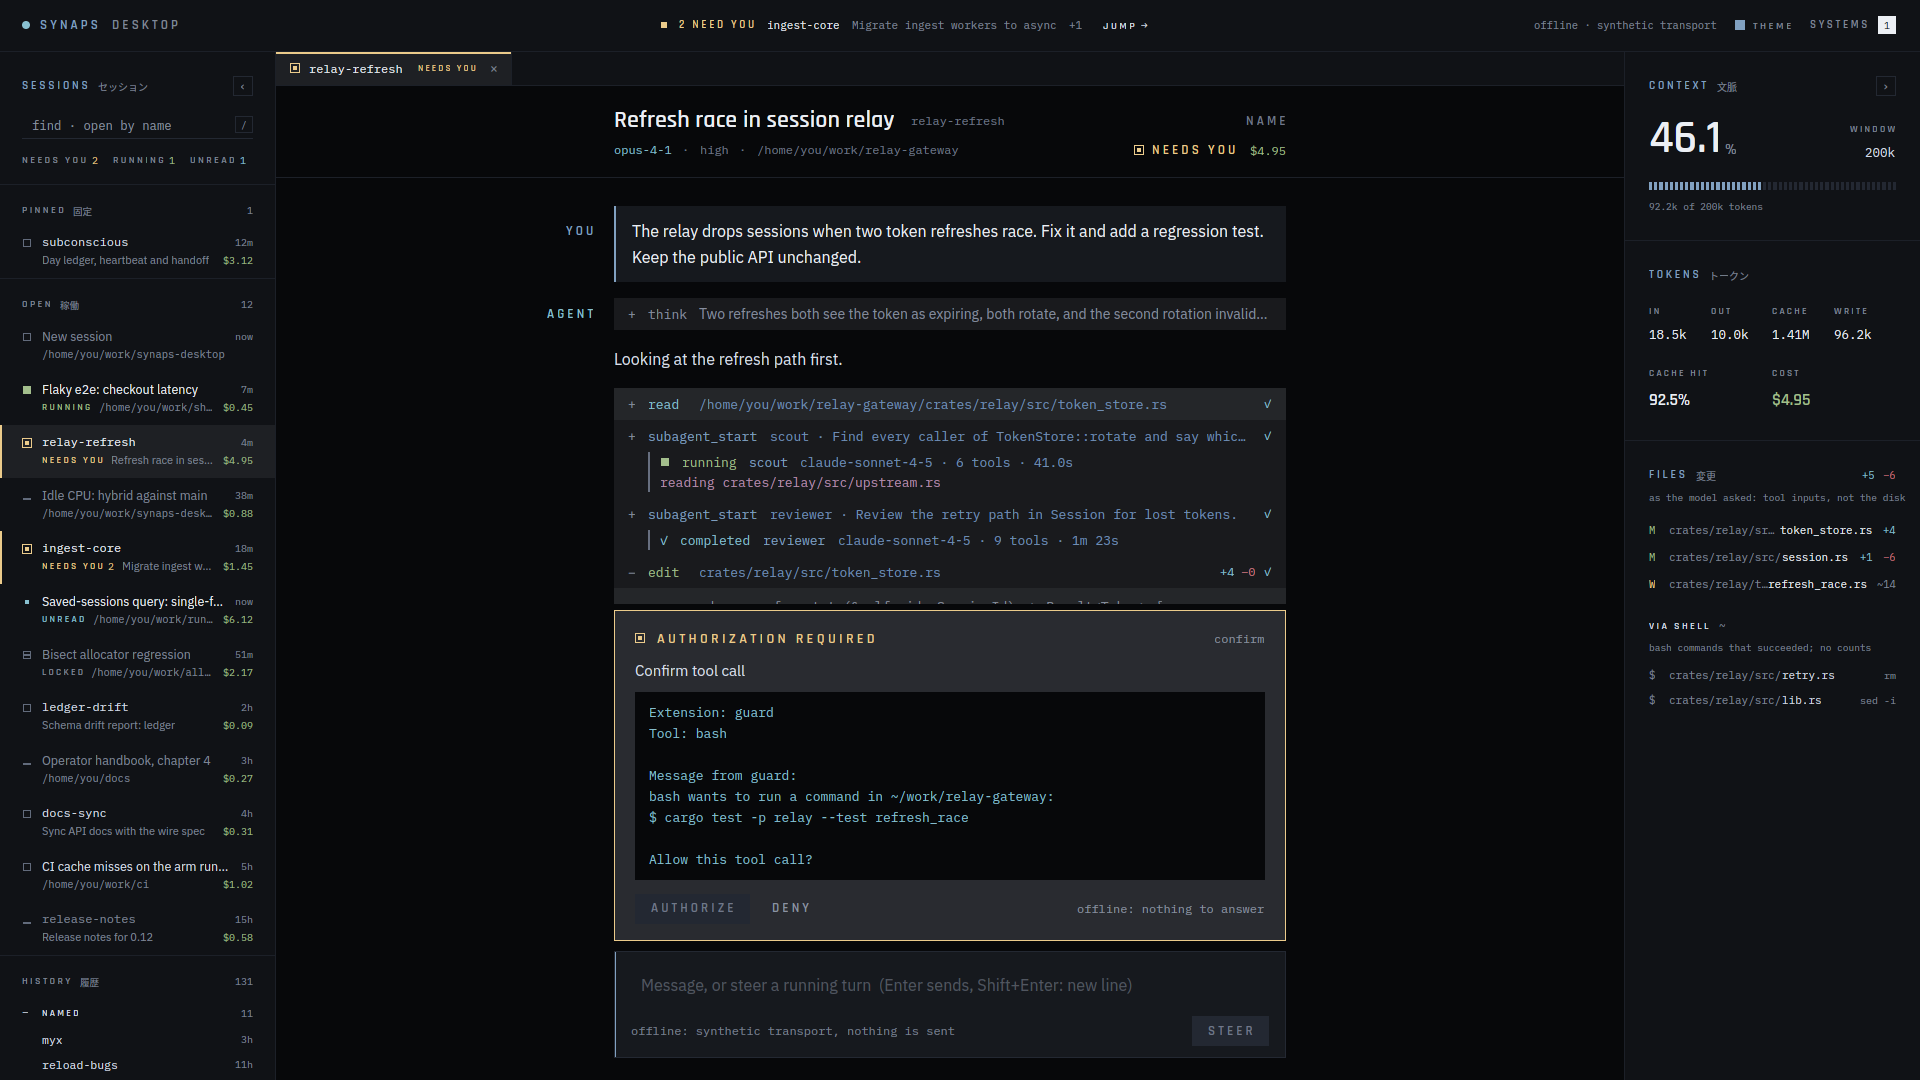 SYNAPS DESKTOP
2 NEED YOU ingest-core Migrate ingest workers to async +1 JUMP →
offline · synthetic transport THEME SYSTEMS 1
SESSIONS セッション ‹
find · open by name /
NEEDS YOU 2 RUNNING 1 UNREAD 1
PINNED 固定 1
subconscious 12m
Day ledger, heartbeat and handoff $3.12
OPEN 稼働 12
New session now
/home/you/work/synaps-desktop
Flaky e2e: checkout latency 7m
RUNNING /home/you/work/sh… $0.45
relay-refresh 4m
NEEDS YOU Refresh race in ses… $4.95
Idle CPU: hybrid against main 38m
/home/you/work/synaps-desk… $0.88
ingest-core 18m
NEEDS YOU 2 Migrate ingest w… $1.45
Saved-sessions query: single-f… now
UNREAD /home/you/work/run… $6.12
Bisect allocator regression 51m
LOCKED /home/you/work/all… $2.17
ledger-drift 2h
Schema drift report: ledger $0.09
Operator handbook, chapter 4 3h
/home/you/docs $0.27
docs-sync 4h
Sync API docs with the wire spec $0.31
CI cache misses on the arm run… 5h
/home/you/work/ci $1.02
release-notes 15h
Release notes for 0.12 $0.58
HISTORY 履歴 131
− NAMED 11
myx 3h
reload-bugs 11h
relay-refresh NEEDS YOU ×
Refresh race in session relay relay-refresh NAME
opus-4-1 · high · /home/you/work/relay-gateway NEEDS YOU $4.95
YOU
The relay drops sessions when two token refreshes race. Fix it and add a regression test.
Keep the public API unchanged.
AGENT
+ think Two refreshes both see the token as expiring, both rotate, and the second rotation invalid…
Looking at the refresh path first.
+ read /home/you/work/relay-gateway/crates/relay/src/token_store.rs ✓
+ subagent_start scout · Find every caller of TokenStore::rotate and say whic… ✓
running scout claude-sonnet-4-5 · 6 tools · 41.0s
reading crates/relay/src/upstream.rs
+ subagent_start reviewer · Review the retry path in Session for lost tokens. ✓
✓ completed reviewer claude-sonnet-4-5 · 9 tools · 1m 23s
− edit crates/relay/src/token_store.rs +4 −0 ✓
AUTHORIZATION REQUIRED confirm
Confirm tool call
Extension: guard
Tool: bash
Message from guard:
bash wants to run a command in ~/work/relay-gateway:
$ cargo test -p relay --test refresh_race
Allow this tool call?
AUTHORIZE DENY offline: nothing to answer
Message, or steer a running turn (Enter sends, Shift+Enter: new line)
offline: synthetic transport, nothing is sent STEER
CONTEXT 文脈 ›
46.1% WINDOW
200k
92.2k of 200k tokens
TOKENS トークン
IN OUT CACHE WRITE
18.5k 10.0k 1.41M 96.2k
CACHE HIT COST
92.5% $4.95
FILES 変更 +5 −6
as the model asked: tool inputs, not the disk
M crates/relay/sr… token_store.rs +4
M crates/relay/src/session.rs +1 −6
W crates/relay/t…refresh_race.rs ~14
VIA SHELL ~
bash commands that succeeded; no counts
$ crates/relay/src/retry.rs rm
$ crates/relay/src/lib.rs sed -i